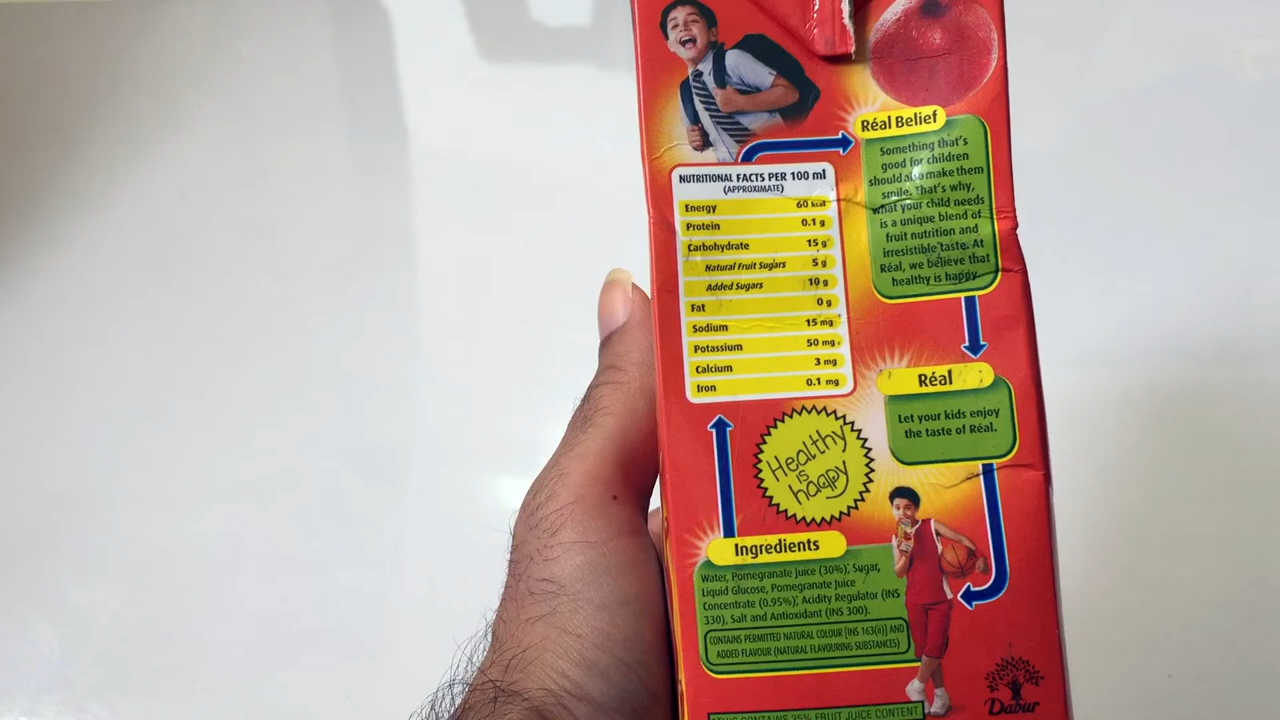 Réal Belief
Something that's
good for children
should also make them
smile. That's why,
what your child needs
is a unique blend of
fruit nutrition and
irresistible taste. At
Réal, we believe that
healthy is happy.
NUTRITIONAL FACTS PER 100 ml
(APPROXIMATE)
Energy 60 kcal
Protein 0.1 g
Carbohydrate 15 g
Natural Fruit Sugars 5 g
Added Sugars 10 g
Fat 0 g
Sodium 15 mg
Potassium 50 mg
Calcium 3 mg
Iron 0.1 mg
Réal
Let your kids enjoy
the taste of Réal.
Healthy
is
happy
Ingredients
Water, Pomegranate Juice (30%)*, Sugar,
Liquid Glucose, Pomegranate Juice
Concentrate (0.95%)*, Acidity Regulator (INS
330), Salt and Antioxidant (INS 300).
CONTAINS PERMITTED NATURAL COLOUR [INS 163(ii)] AND
ADDED FLAVOUR (NATURAL FLAVOURING SUBSTANCES)
Dabur
*THIS CONTAINS 35% FRUIT JUICE CONTENT